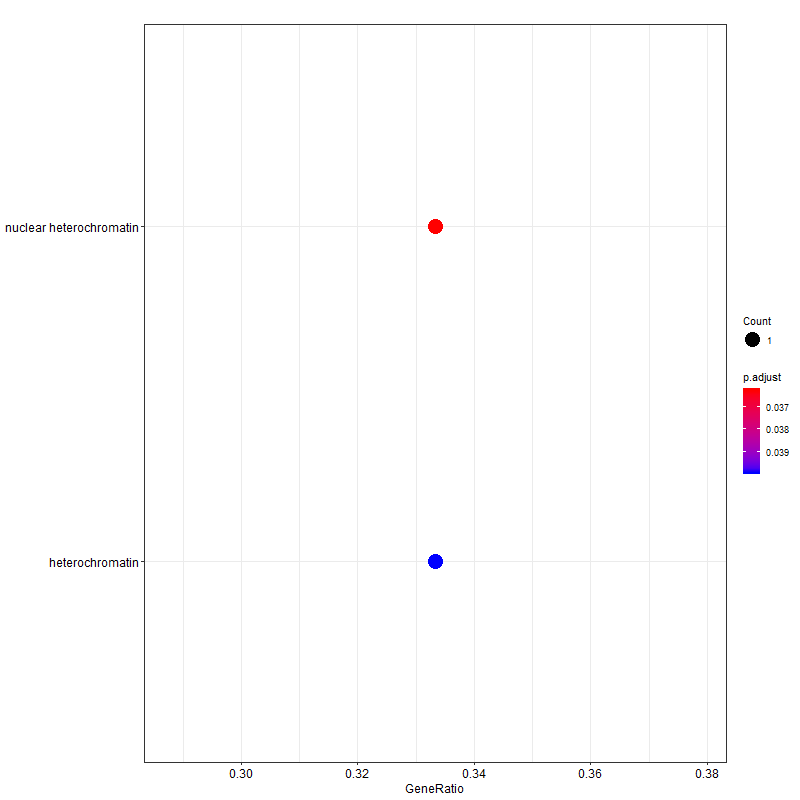 nuclear heterochromatin
heterochromatin
0.30
0.32
0.34
0.36
0.38
GeneRatio
Count
1
p.adjust
0.037
0.038
0.039